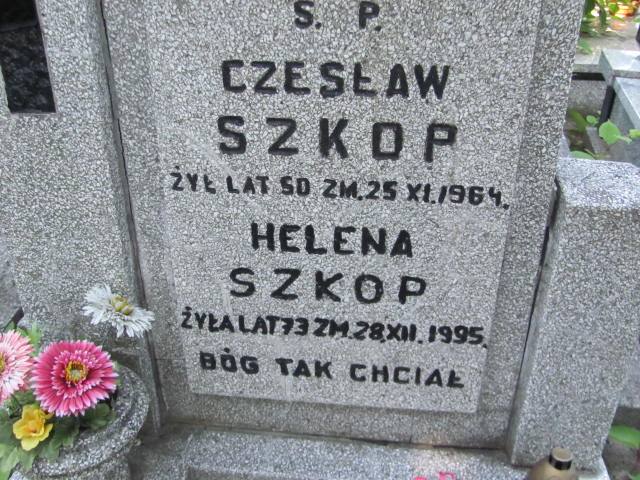 Ś. P.
CZESŁAW
SZKOP
ŻYŁ LAT 50 ZM. 25 XI. 1964.
HELENA
SZKOP
ŻYŁA LAT 73 ZM. 28. XII. 1995.
BÓG TAK CHCIAŁ